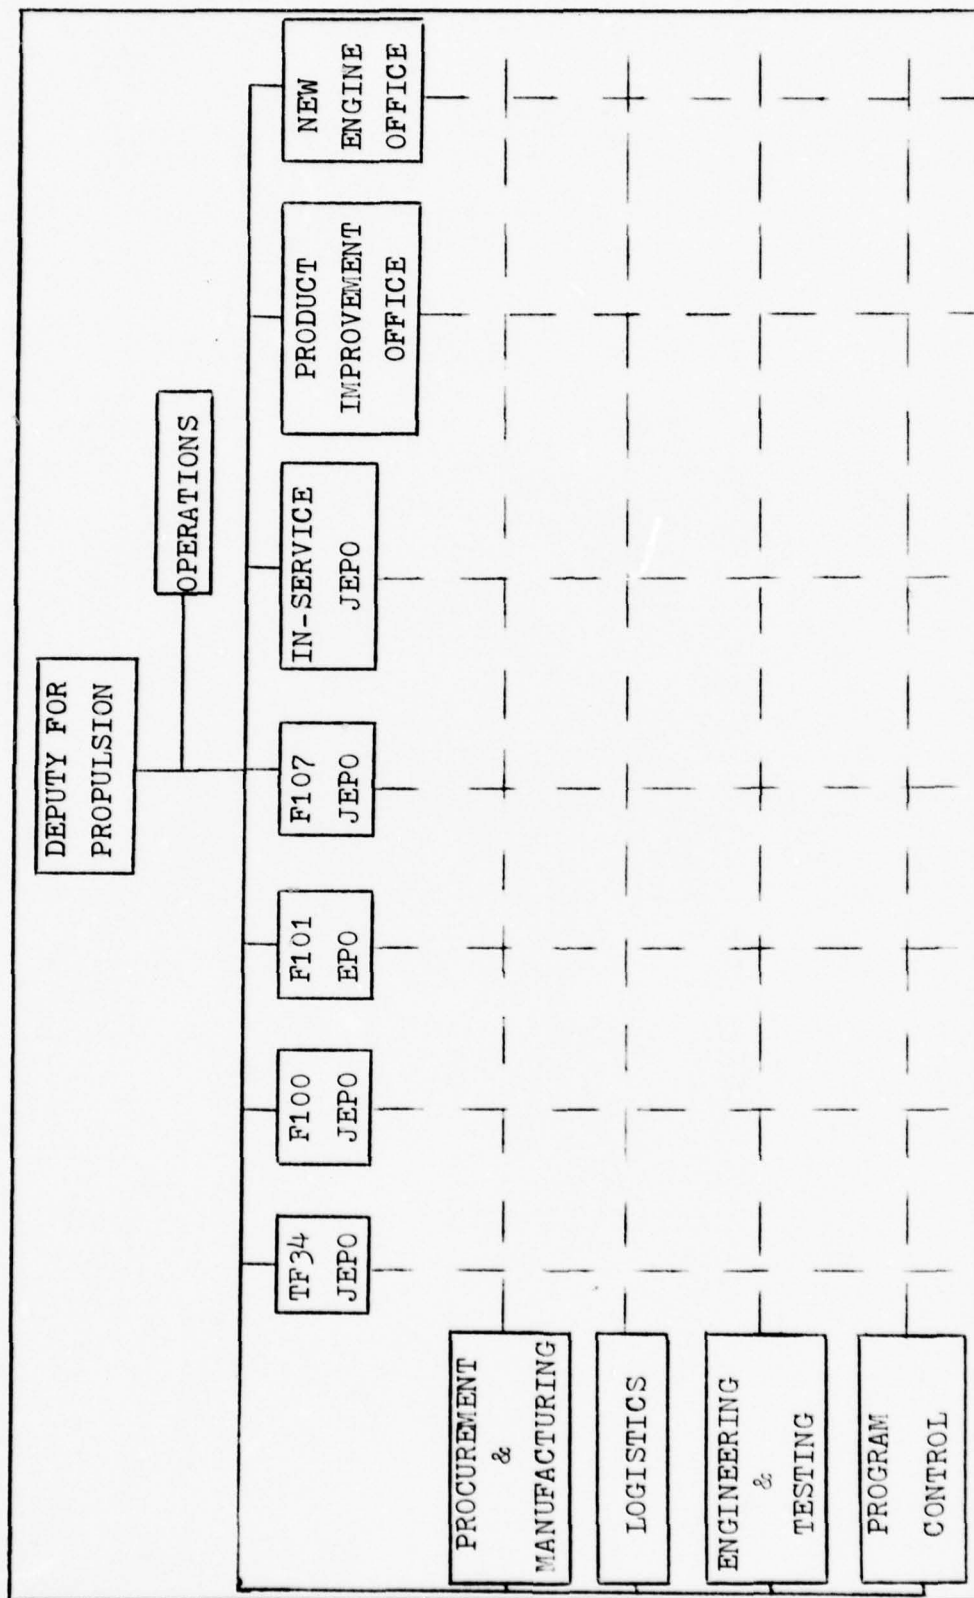 DEPUTY FOR
PROPULSION
OPERATIONS
TF34
JEPO
F100
JEPO
F101
EPO
F107
JEPO
IN-SERVICE
JEPO
PRODUCT
IMPROVEMENT
OFFICE
NEW
ENGINE
OFFICE
PROCUREMENT
&
MANUFACTURING
LOGISTICS
ENGINEERING
&
TESTING
PROGRAM
CONTROL